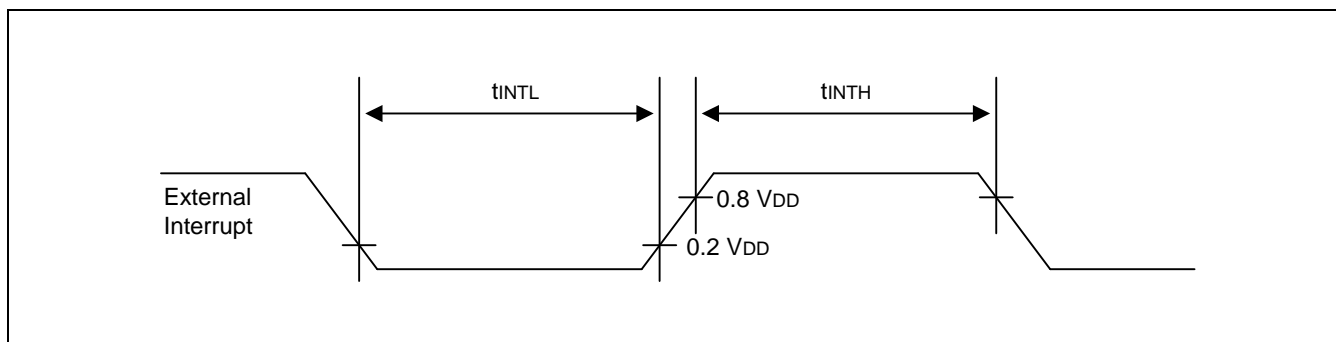 tINTL
tINTH
External
Interrupt
0.8 VDD
0.2 VDD